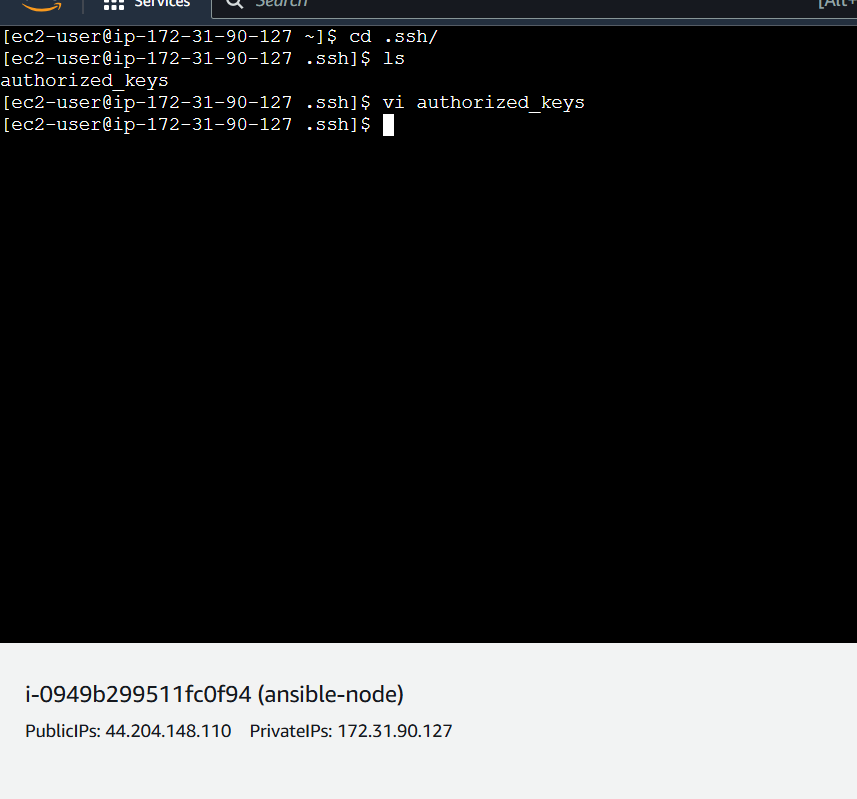 Services
Search
[Alt+
[ec2-user@ip-172-31-90-127 ~]$ cd .ssh/
[ec2-user@ip-172-31-90-127 .ssh]$ ls
authorized_keys
[ec2-user@ip-172-31-90-127 .ssh]$ vi authorized_keys
[ec2-user@ip-172-31-90-127 .ssh]$
i-0949b299511fc0f94 (ansible-node)
PublicIPs: 44.204.148.110 PrivateIPs: 172.31.90.127